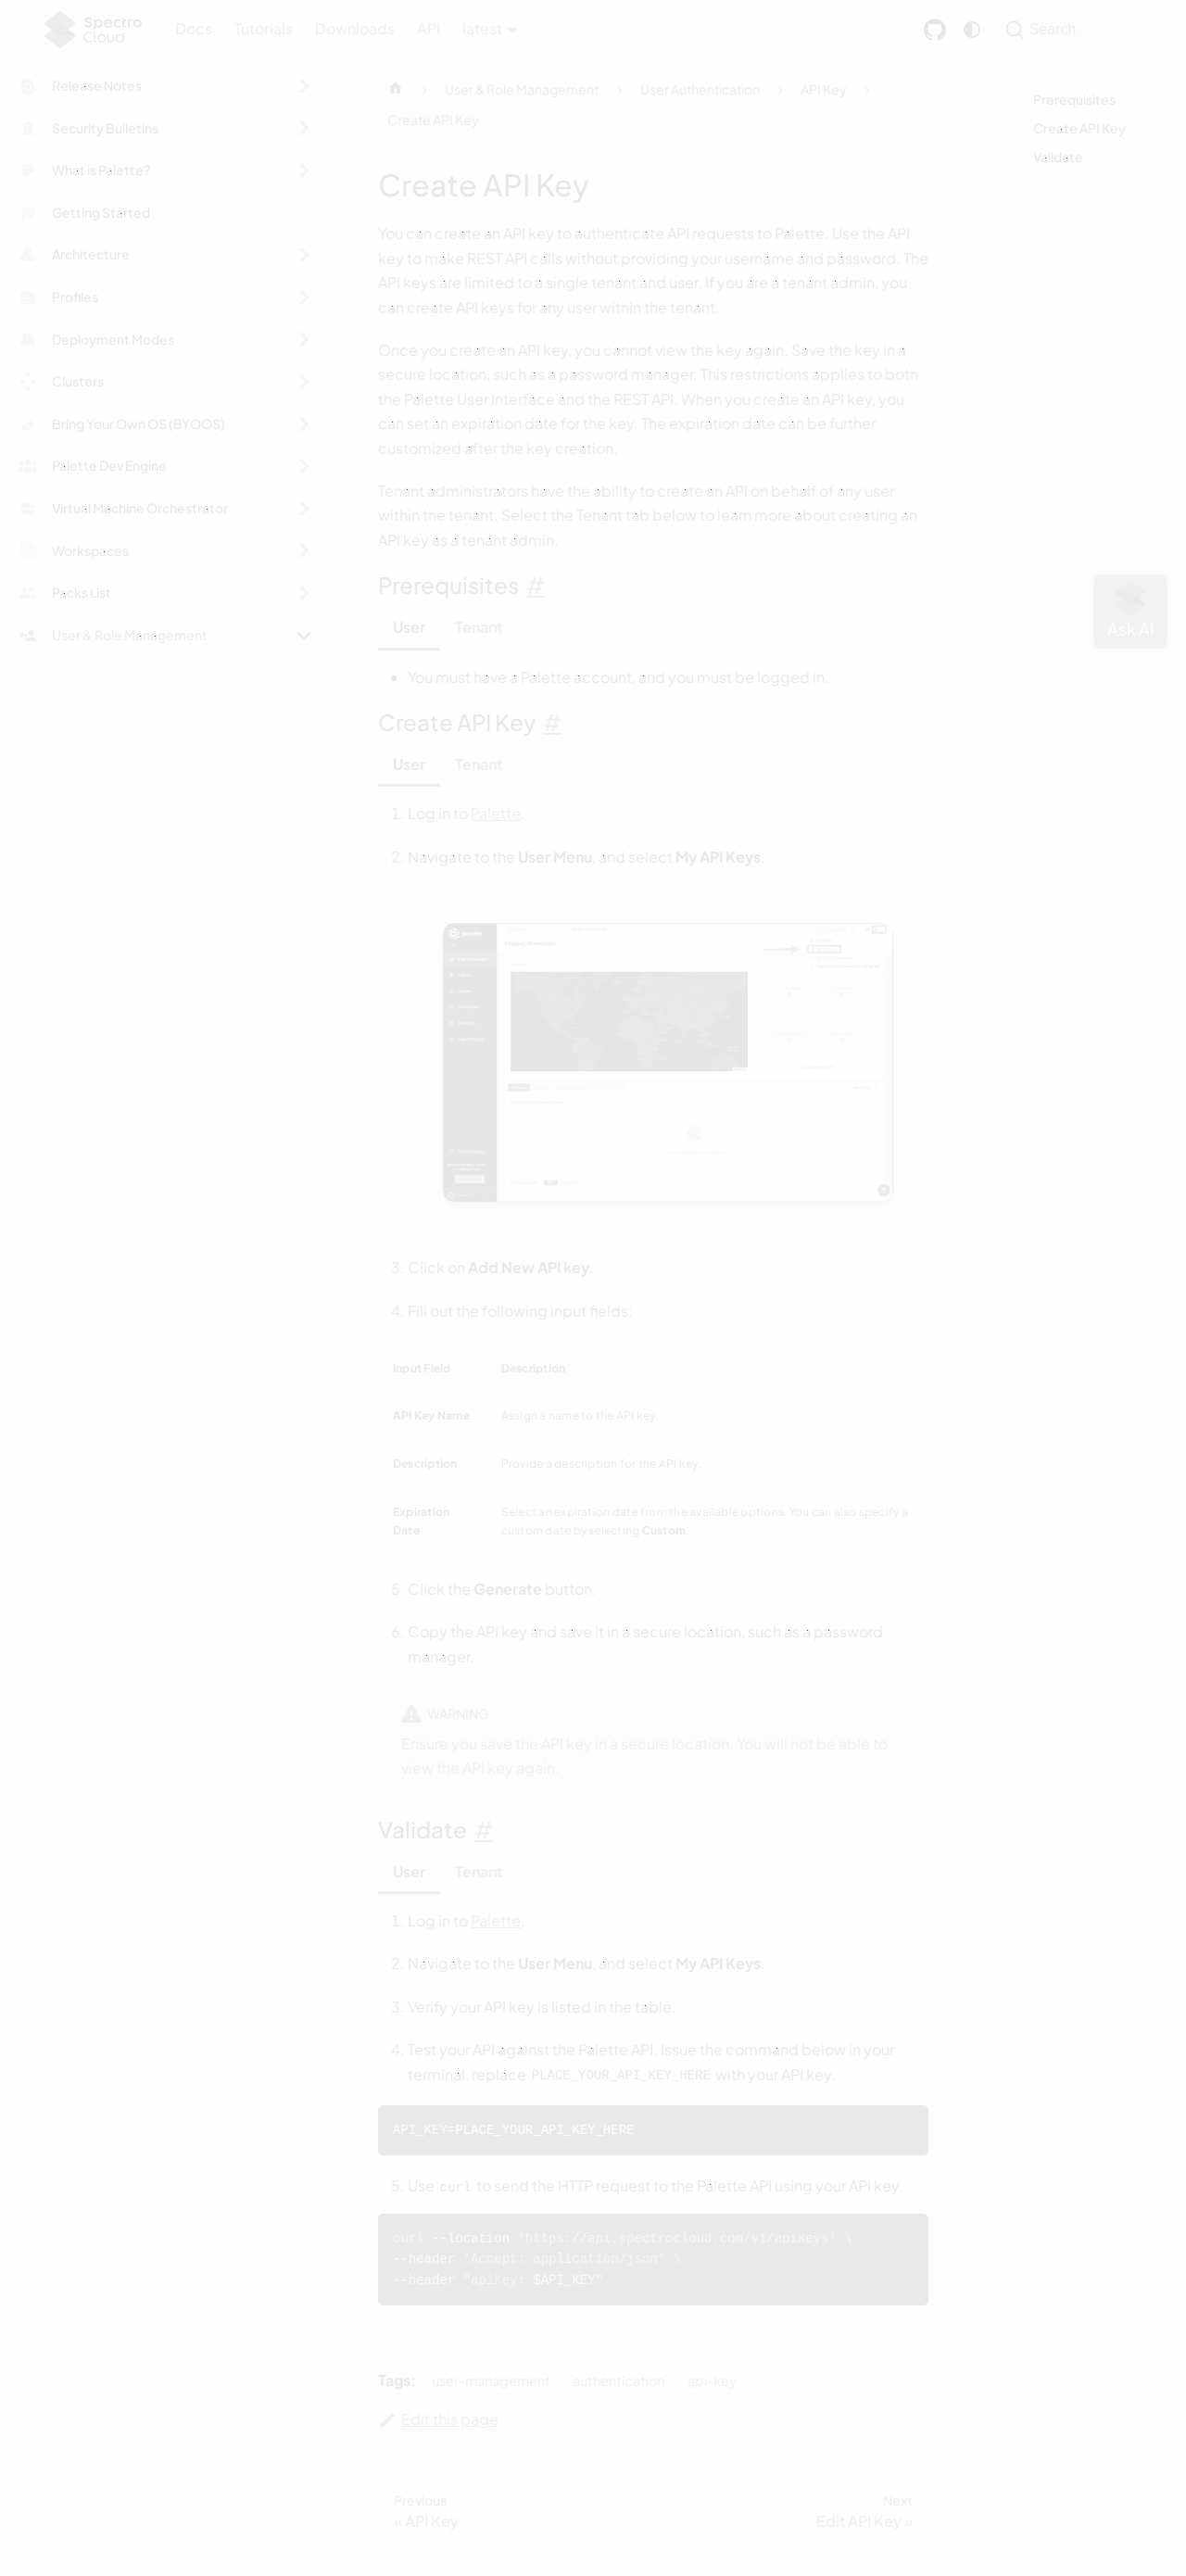 Spectro
Cloud
Docs
Tutorials
Downloads
API
latest
Search
Release Notes
Security Bulletins
What is Palette?
Getting Started
Architecture
Profiles
Deployment Modes
Clusters
Bring Your Own OS (BYOOS)
Palette Dev Engine
Virtual Machine Orchestrator
Workspaces
Packs List
User & Role Management
User & Role Management › User Authentication › API Key ›
Create API Key
Create API Key
You can create an API key to authenticate API requests to Palette. Use the API
key to make REST API calls without providing your username and password. The
API keys are limited to a single tenant and user. If you are a tenant admin, you
can create API keys for any user within the tenant.
Once you create an API key, you cannot view the key again. Save the key in a
secure location, such as a password manager. This restrictions applies to both
the Palette User Interface and the REST API. When you create an API key, you
can set an expiration date for the key. The expiration date can be further
customized after the key creation.
Tenant administrators have the ability to create an API on behalf of any user
within the tenant. Select the Tenant tab below to learn more about creating an
API key as a tenant admin.
Prerequisites #
User Tenant
• You must have a Palette account, and you must be logged in.
Create API Key #
User Tenant
1. Log in to Palette.
2. Navigate to the User Menu, and select My API Keys.
Project Overview
3. Click on Add New API key.
4. Fill out the following input fields:
Input Field Description
API Key Name Assign a name to the API key.
Description Provide a description for the API key.
Expiration Date Select an expiration date from the available options. You can also specify a
custom date by selecting Custom.
5. Click the Generate button.
6. Copy the API key and save it in a secure location, such as a password
manager.
WARNING
Ensure you save the API key in a secure location. You will not be able to
view the API key again.
Validate #
User Tenant
1. Log in to Palette.
2. Navigate to the User Menu, and select My API Keys.
3. Verify your API key is listed in the table.
4. Test your API against the Palette API. Issue the command below in your
terminal, replace PLACE_YOUR_API_KEY_HERE with your API key.
API_KEY=PLACE_YOUR_API_KEY_HERE
5. Use curl to send the HTTP request to the Palette API using your API key.
curl --location 'https://api.spectrocloud.com/v1/apiKeys' \
--header 'Accept: application/json' \
--header "apiKey: $API_KEY"
Tags: user-management authentication api-key
Edit this page
Previous
« API Key
Next
Edit API Key »
Prerequisites
Create API Key
Validate
Ask AI